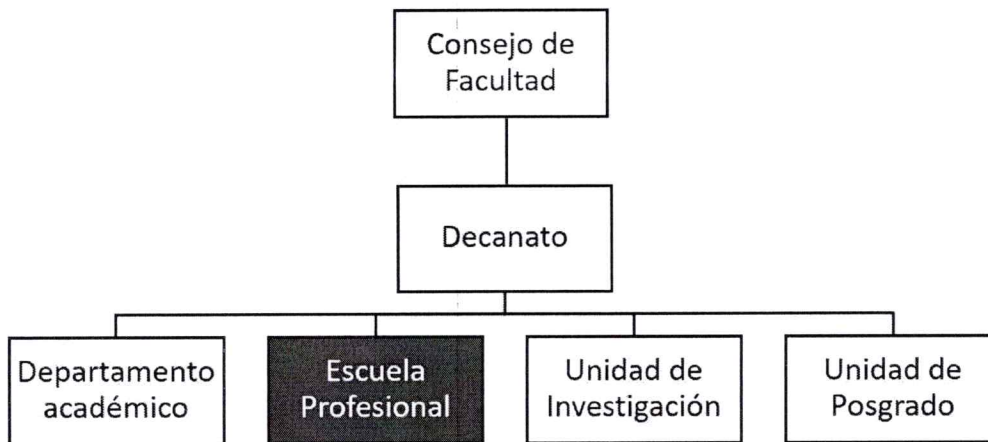 Consejo de
Facultad
Decanato
Departamento
académico
Escuela
Profesional
Unidad de
Investigación
Unidad de
Posgrado